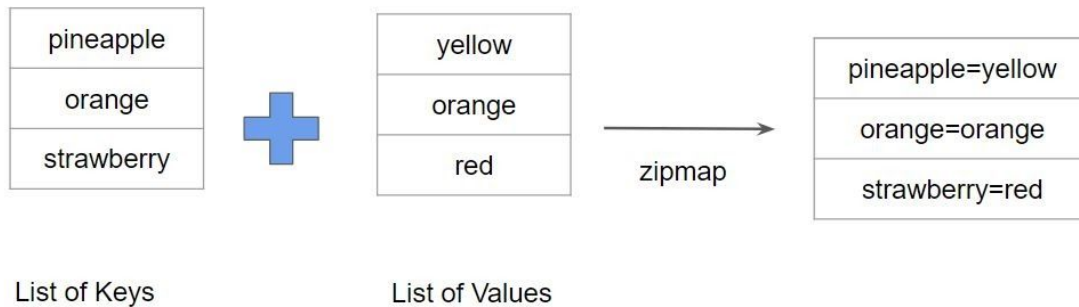 pineapple
orange
strawberry
List of Keys
yellow
orange
red
List of Values
zipmap
pineapple=yellow
orange=orange
strawberry=red